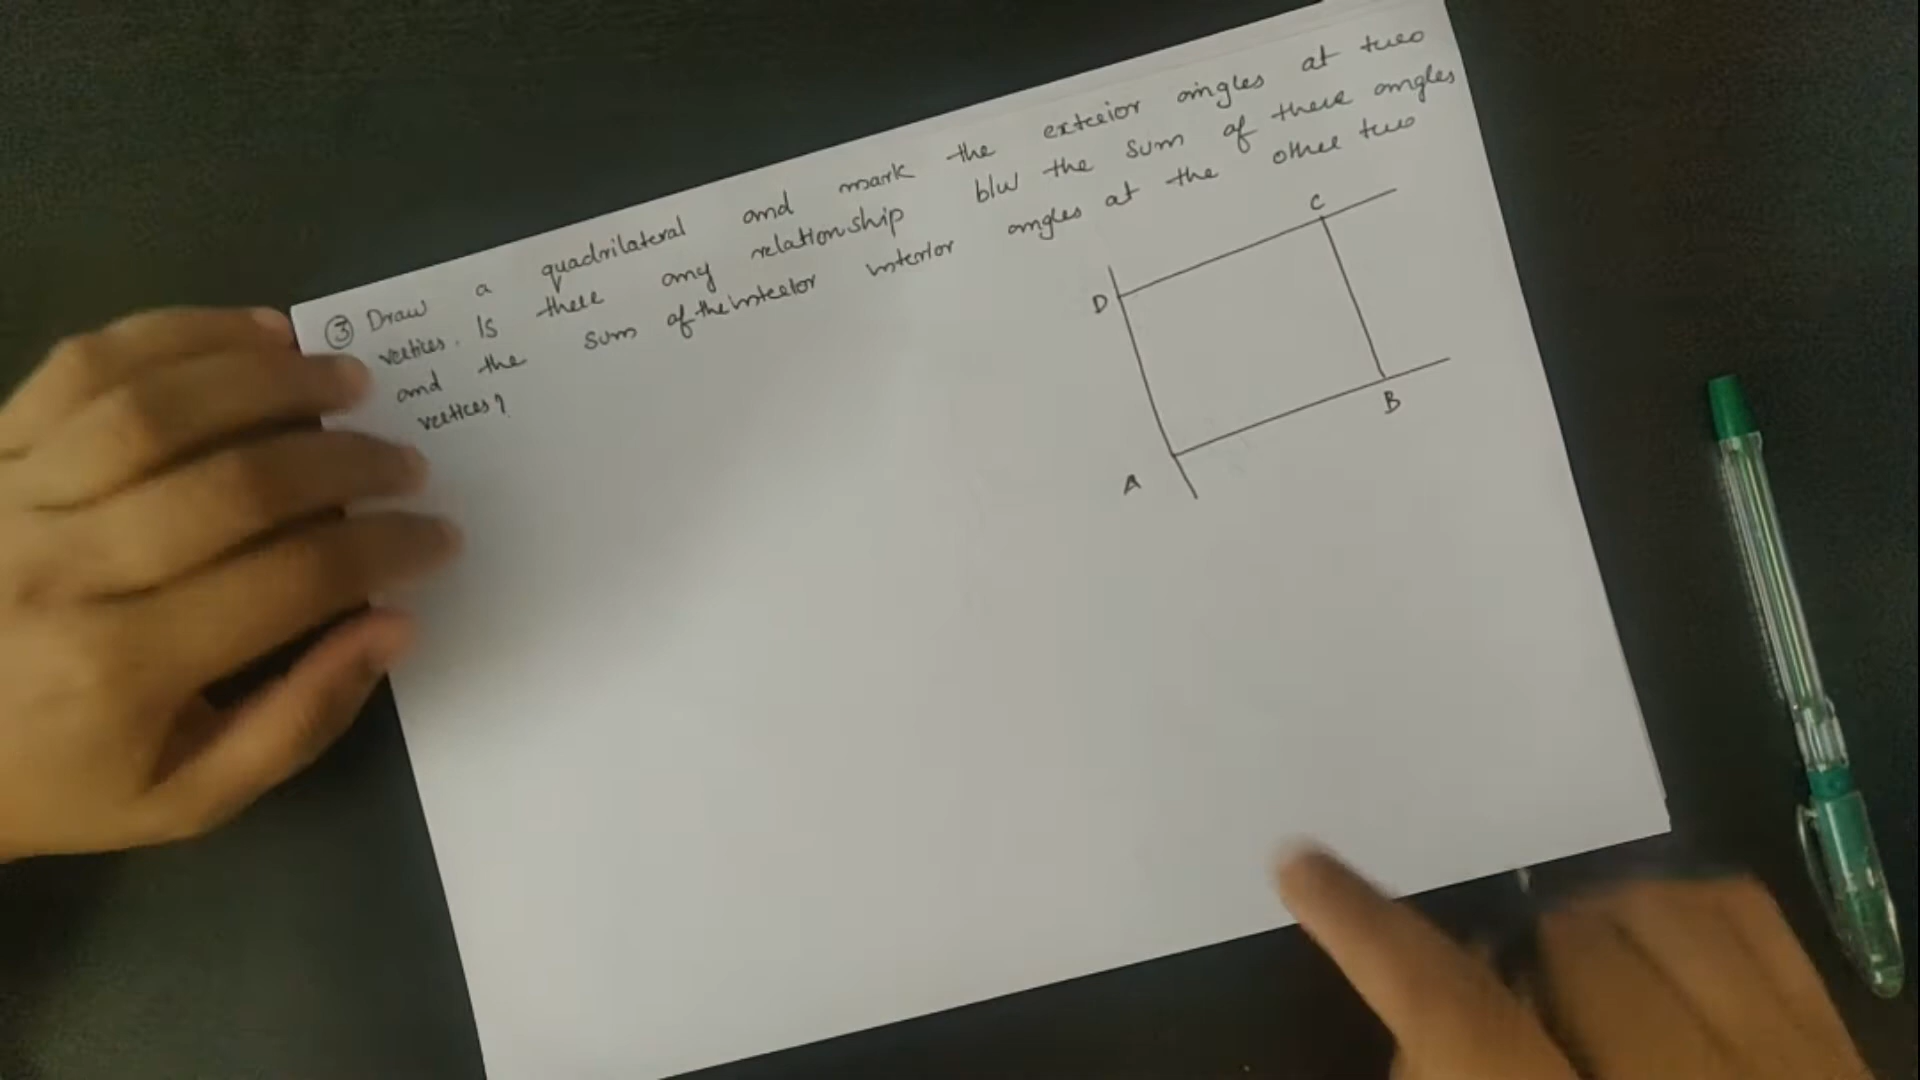 ③ Draw a quadrilateral and mark the exterior angles at two
vertices. Is there any relationship b/w the sum of these angles
and the sum of the interior interior angles at the other two
vertices?
C
D
B
A